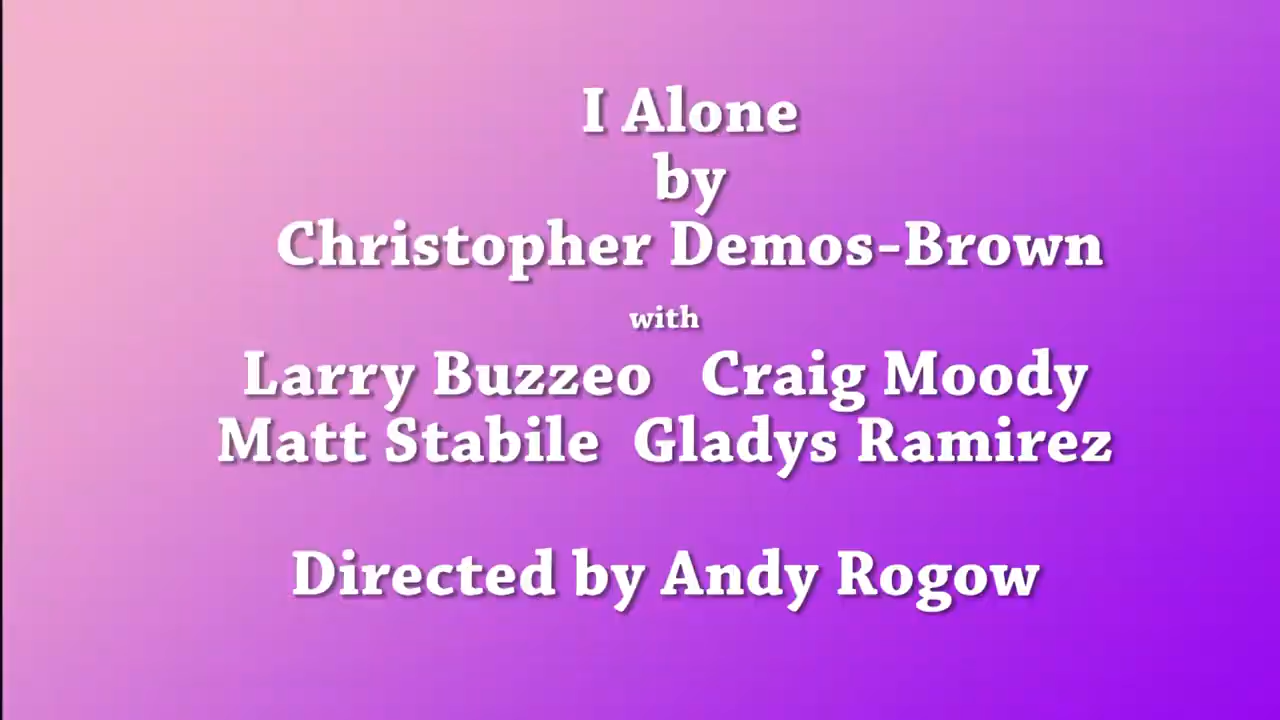 I Alone
by
Christopher Demos-Brown
with
Larry Buzzeo Craig Moody
Matt Stabile Gladys Ramirez
Directed by Andy Rogow